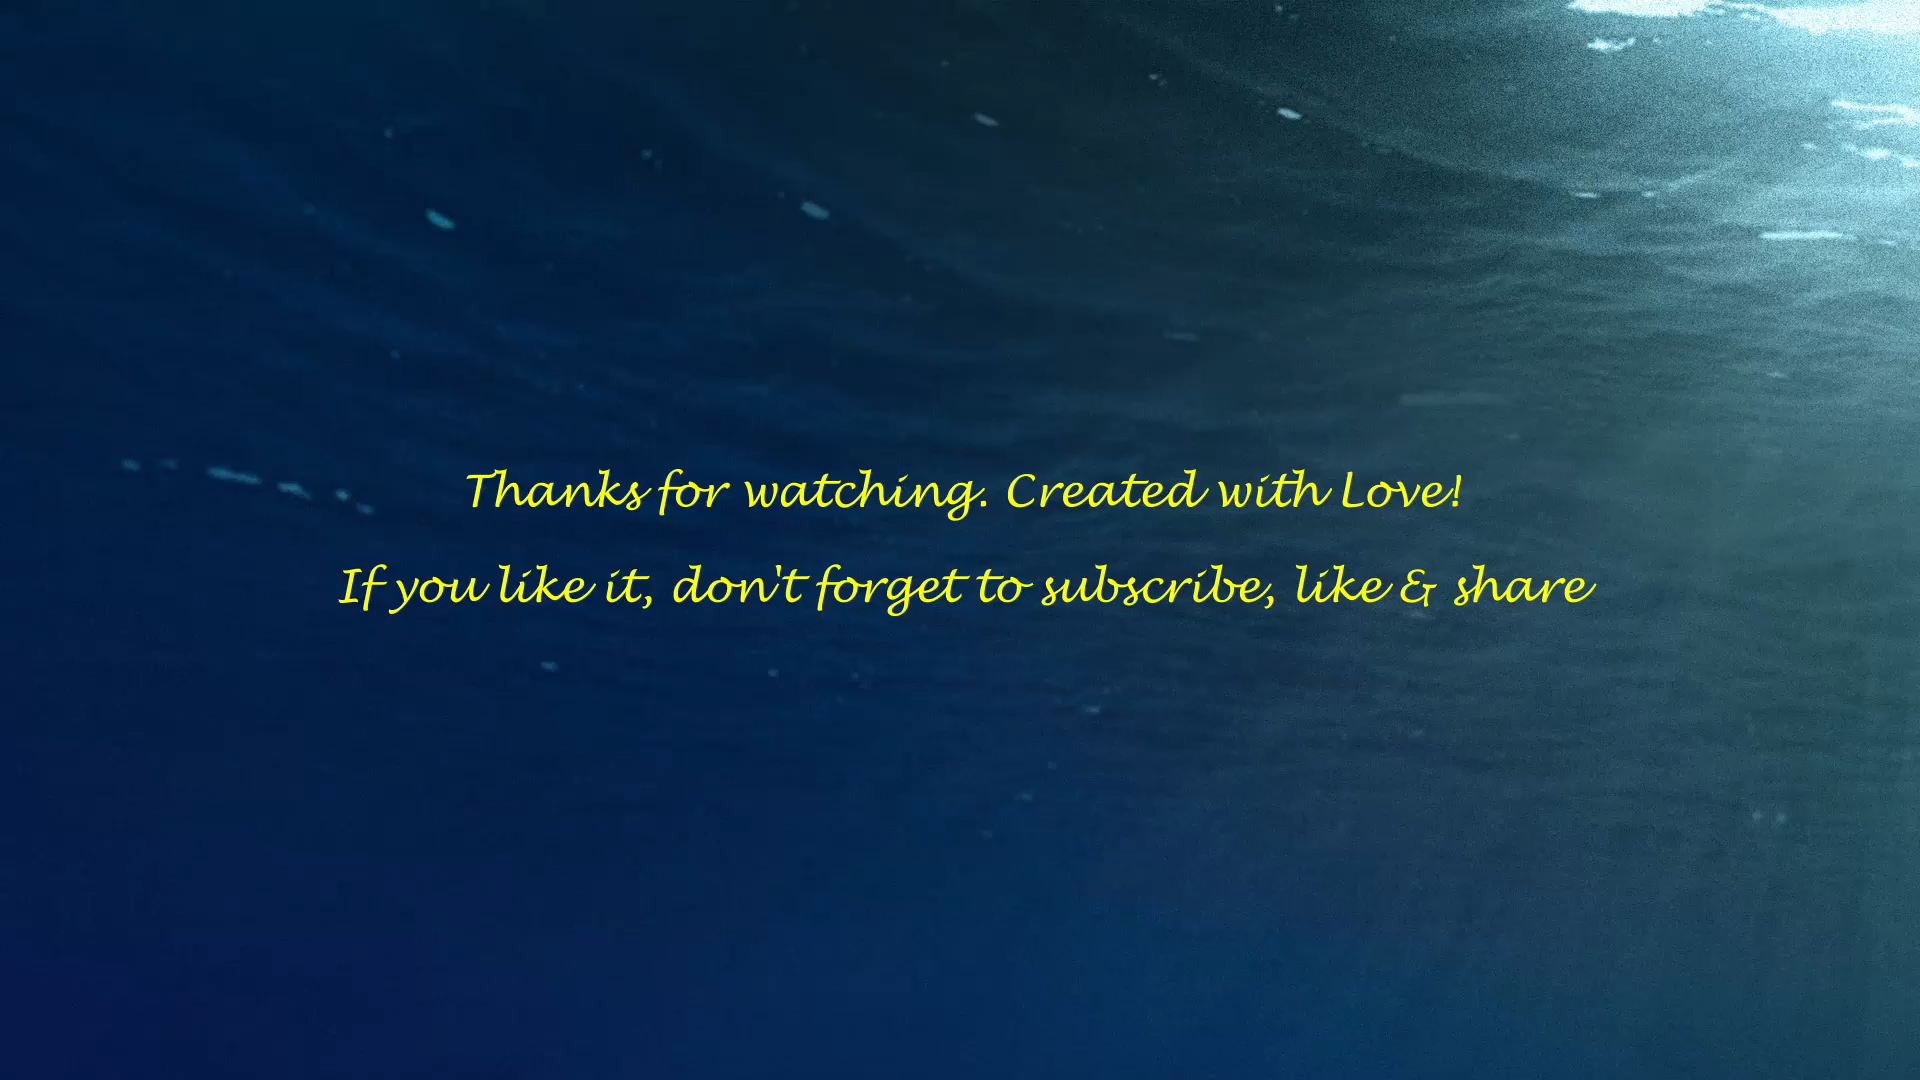 Thanks for watching. Created with Love!
If you like it, don't forget to subscribe, like & share